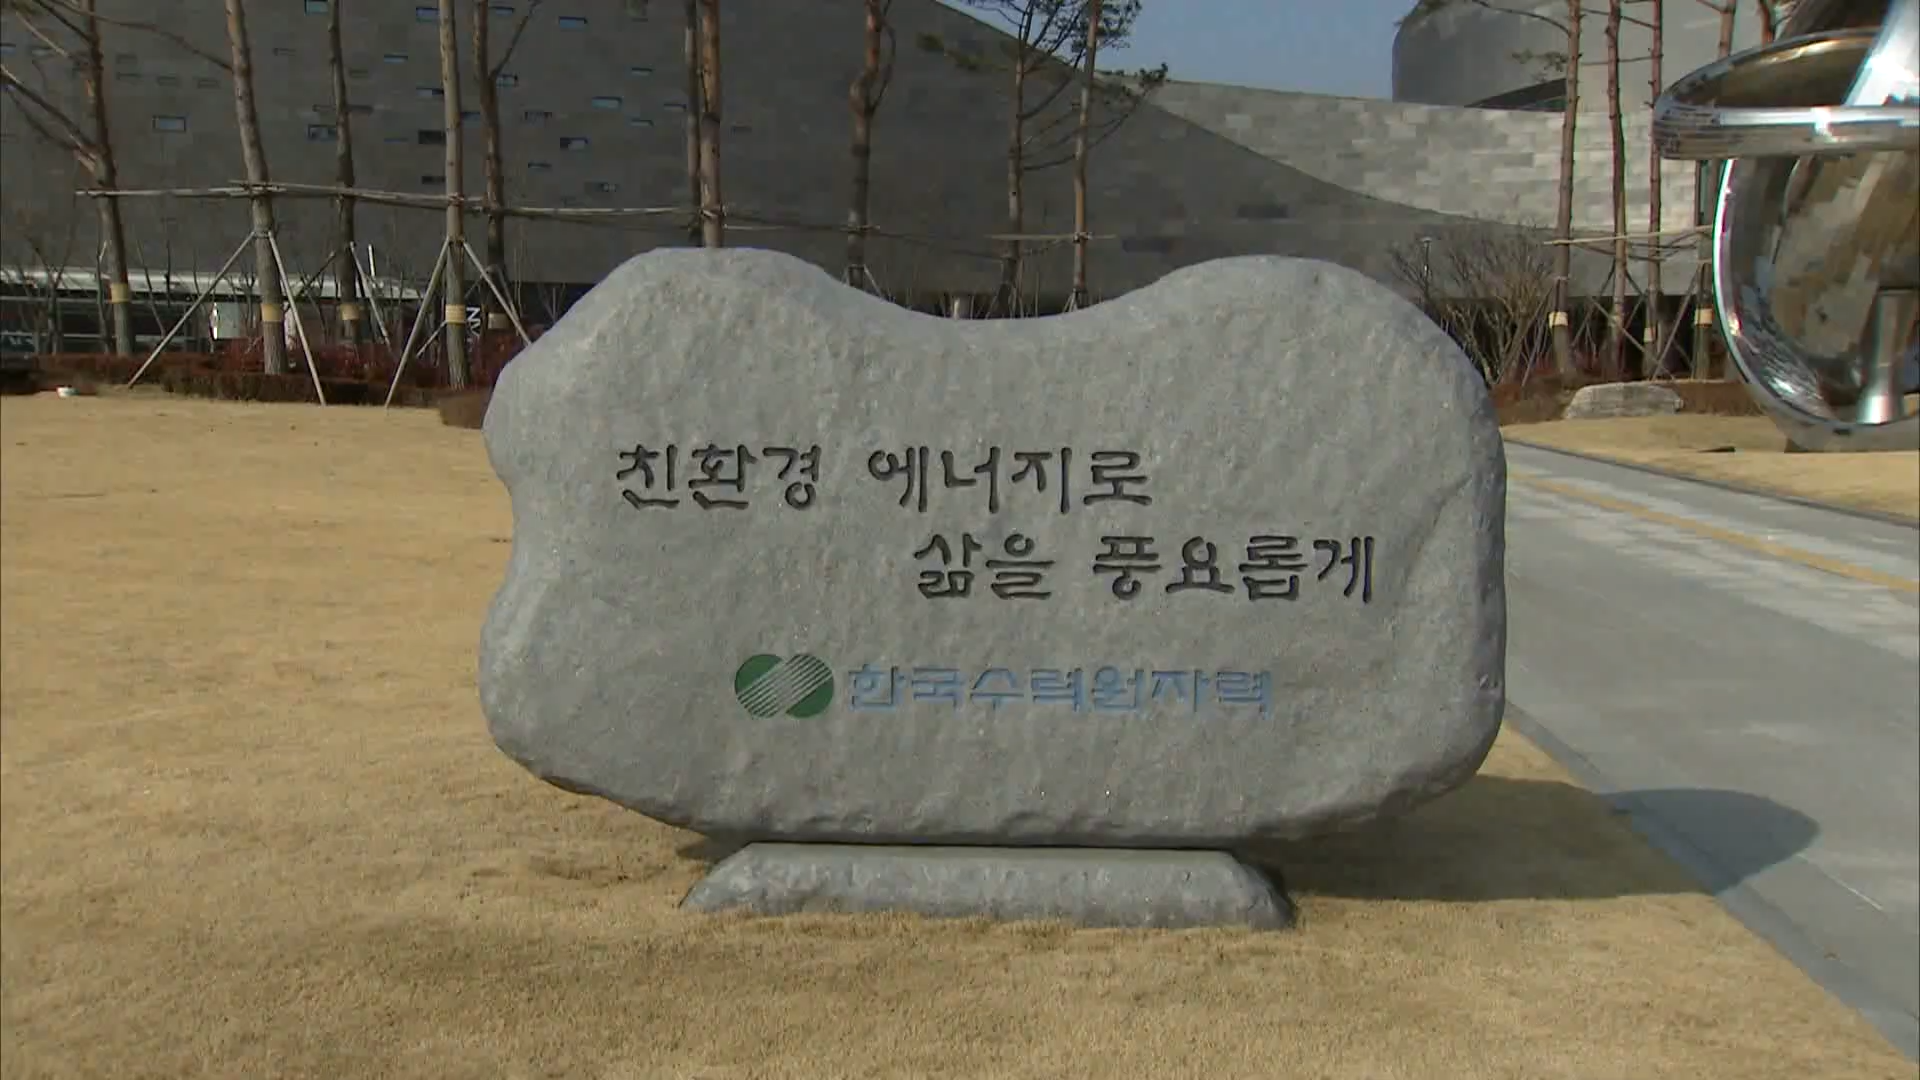 친환경 에너지로
삶을 풍요롭게
한국수력원자력